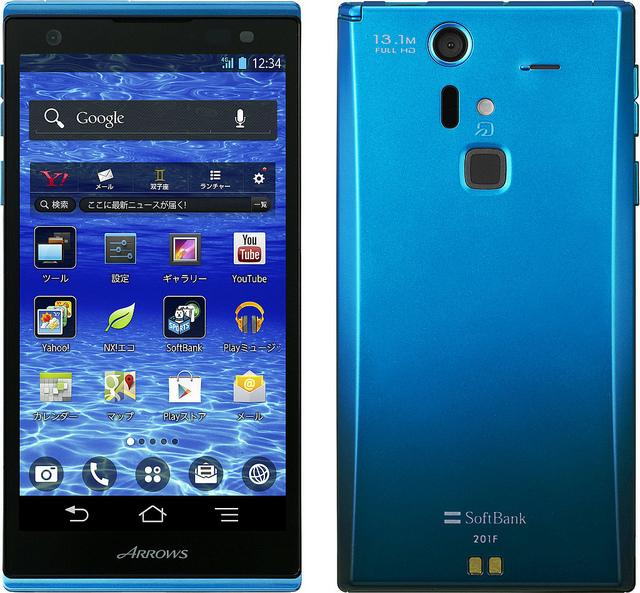 4G 12:34
Google
Y! メール 双子座 ランチャー
検索 ここに最新ニュースが届く! 一覧
ツール 設定 ギャラリー YouTube
You Tube
SPORTS
Yahoo! NX!エコ SoftBank Playミュージッ
カレンダー マップ Playストア メール
ARROWS
13.1M
FULL HD
SoftBank
201F